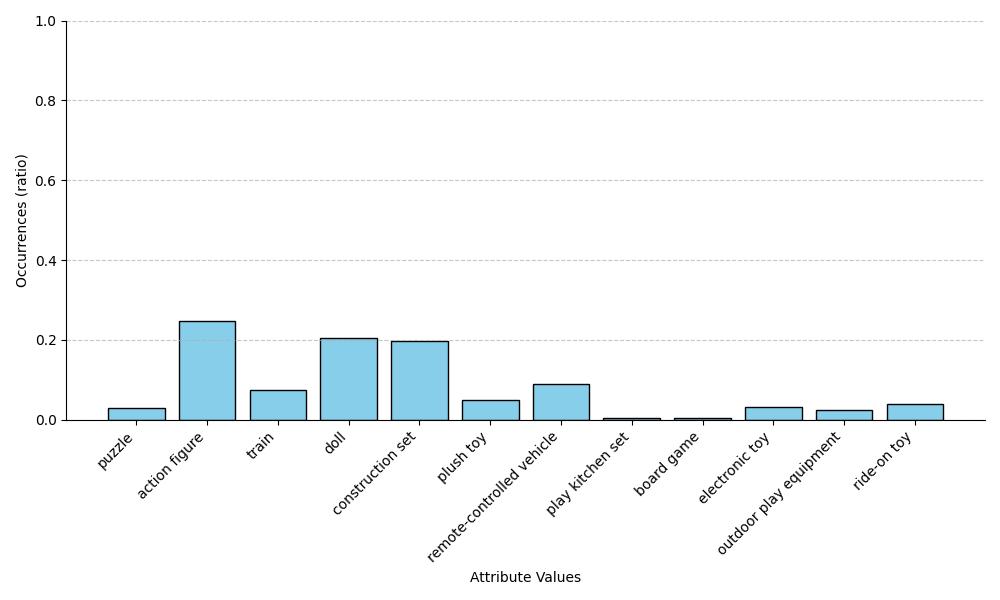 1.0
0.8
0.6
0.4
0.2
0.0
Occurrences (ratio)
puzzle
action figure
train
doll
construction set
plush toy
remote-controlled vehicle
play kitchen set
board game
electronic toy
outdoor play equipment
ride-on toy
Attribute Values